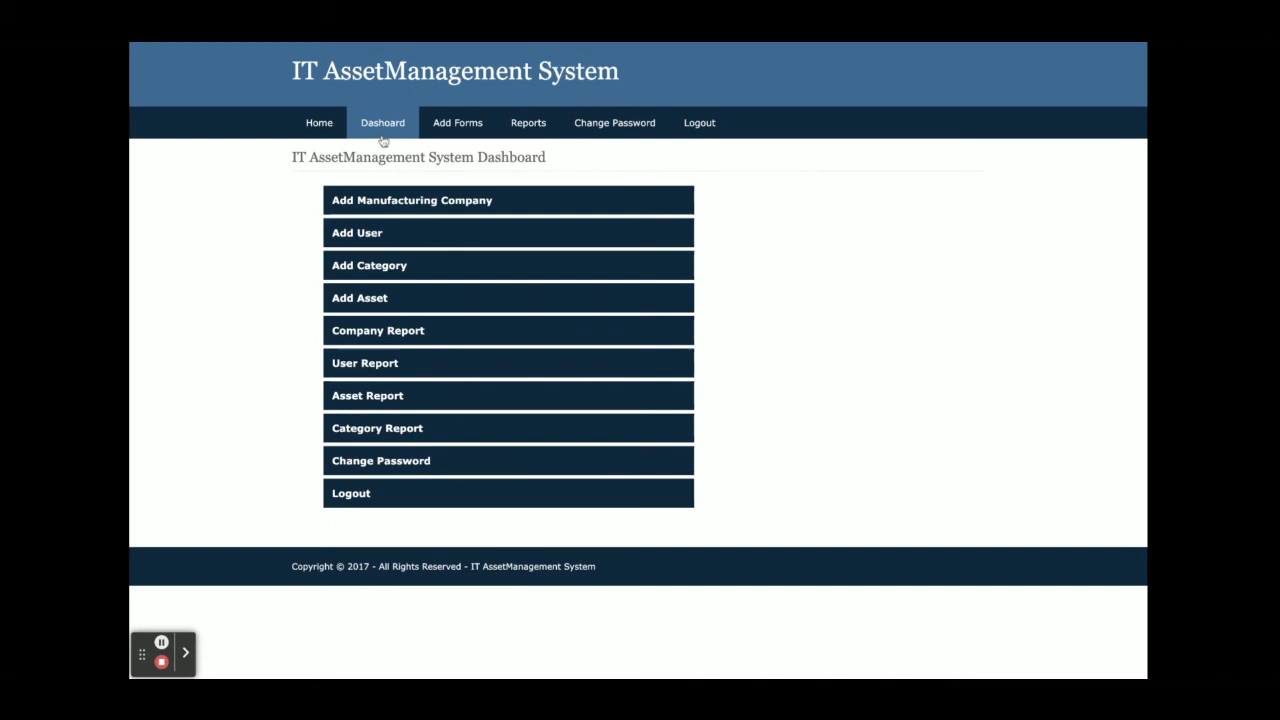 IT AssetManagement System
Home Dashoard Add Forms Reports Change Password Logout
IT AssetManagement System Dashboard
Add Manufacturing Company
Add User
Add Category
Add Asset
Company Report
User Report
Asset Report
Category Report
Change Password
Logout
Copyright © 2017 - All Rights Reserved - IT AssetManagement System